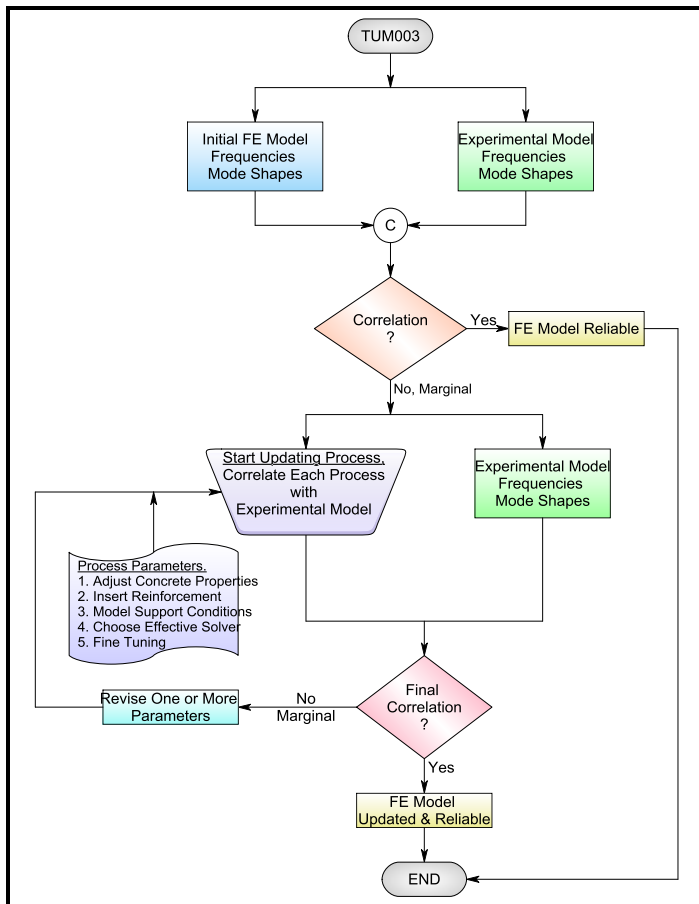 TUM003
Initial FE Model
Frequencies
Mode Shapes
Experimental Model
Frequencies
Mode Shapes
C
Correlation
?
Yes
FE Model Reliable
No, Marginal
Start Updating Process,
Correlate Each Process
with
Experimental Model
Experimental Model
Frequencies
Mode Shapes
Process Parameters.
1. Adjust Concrete Properties
2. Insert Reinforcement
3. Model Support Conditions
4. Choose Effective Solver
5. Fine Tuning
Final
Correlation
?
No
Marginal
Revise One or More
Parameters
Yes
FE Model
Updated & Reliable
END